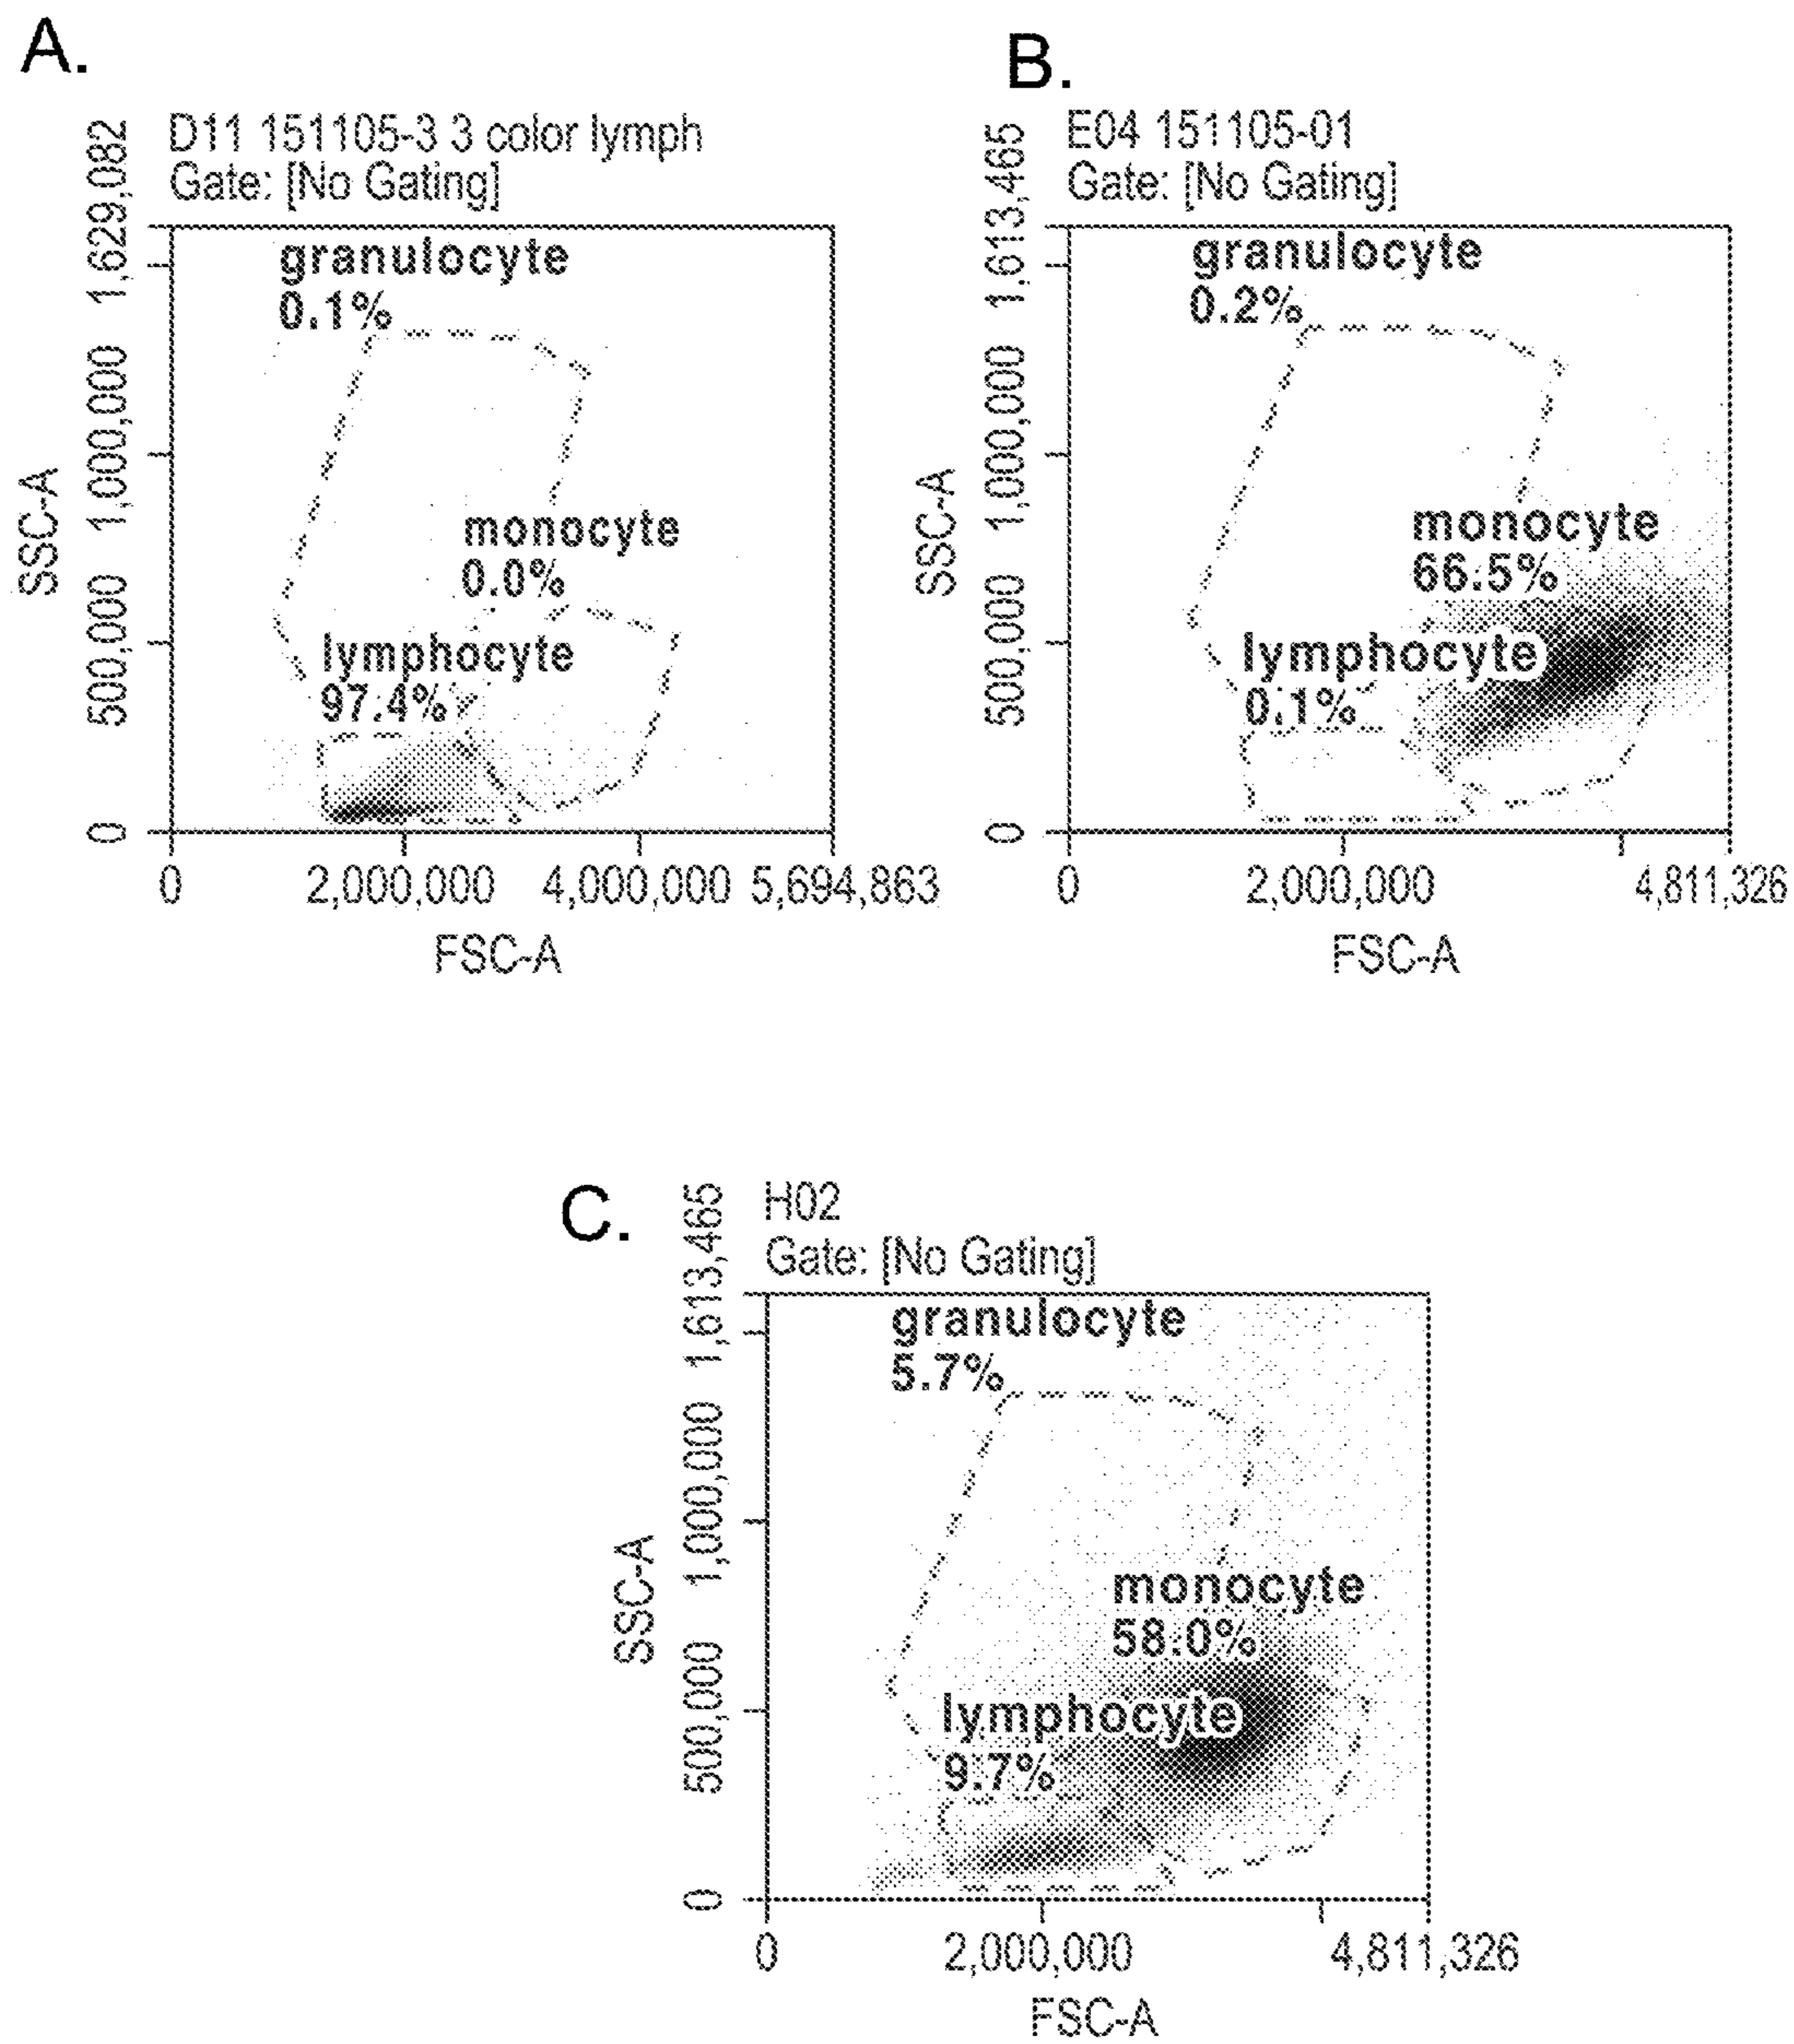 A.
D11 151105-3 3 color lymph
Gate: [No Gating]
granulocyte
0.1%
monocyte
0.0%
lymphocyte
97.4%
SSC-A
0 500,000 1,000,000 1,629,082
0 2,000,000 4,000,000 5,694,863
FSC-A
B.
E04 151105-01
Gate: [No Gating]
granulocyte
0.2%
monocyte
66.5%
lymphocyte
0.1%
SSC-A
0 500,000 1,000,000 1,613,465
0 2,000,000 4,811,326
FSC-A
C.
H02
Gate: [No Gating]
granulocyte
5.7%
monocyte
58.0%
lymphocyte
9.7%
SSC-A
0 500,000 1,000,000 1,613,465
0 2,000,000 4,811,326
FSC-A